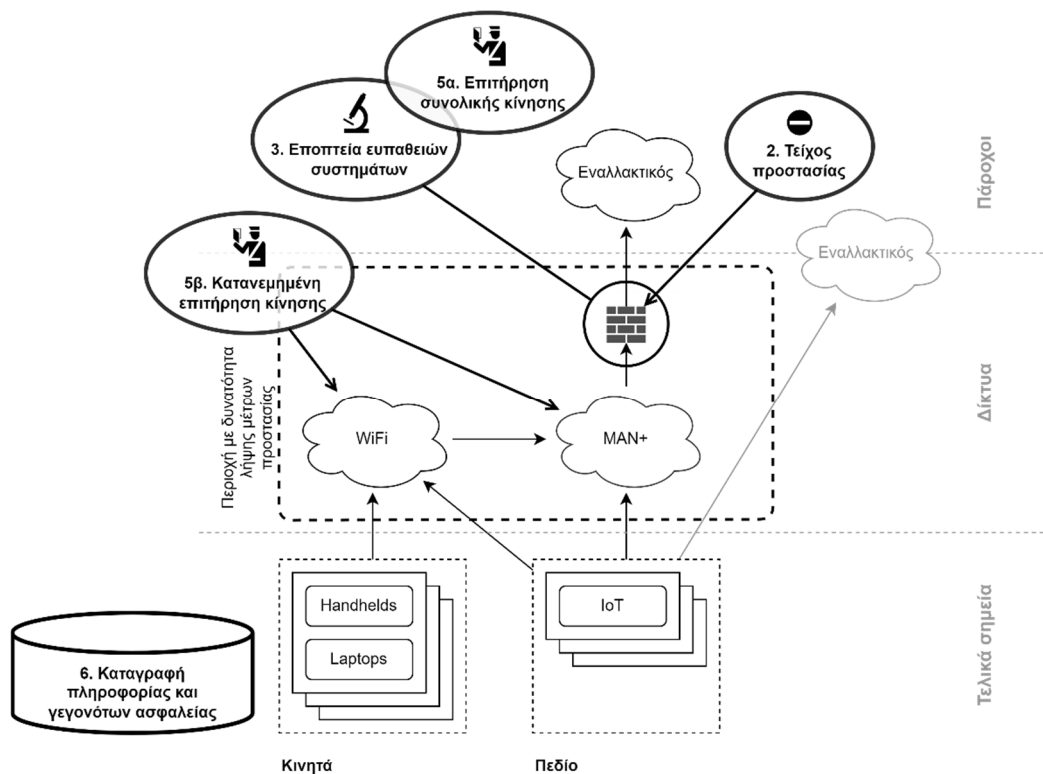 5α. Επιτήρηση
συνολικής κίνησης
3. Εποπτεία ευπαθειών
συστημάτων
Εναλλακτικός
2. Τείχος
προστασίας
Πάροχοι
Εναλλακτικός
5β. Κατανεμημένη
επιτήρηση κίνησης
Περιοχή με δυνατότητα
λήψης μέτρων
προστασίας
WiFi
MAN+
Δίκτυα
Handhelds
Laptops
IoT
Τελικά σημεία
6. Καταγραφή
πληροφορίας και
γεγονότων ασφαλείας
Κινητά
Πεδίο